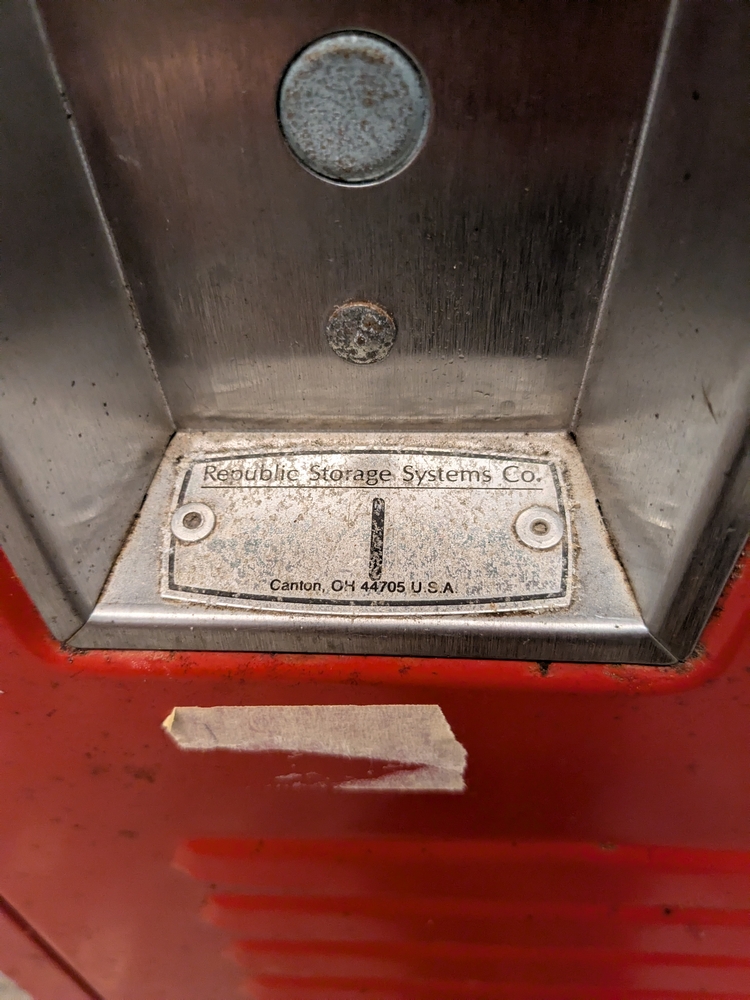 Republic Storage Systems Co.
1
Canton, OH 44705 U.S.A.